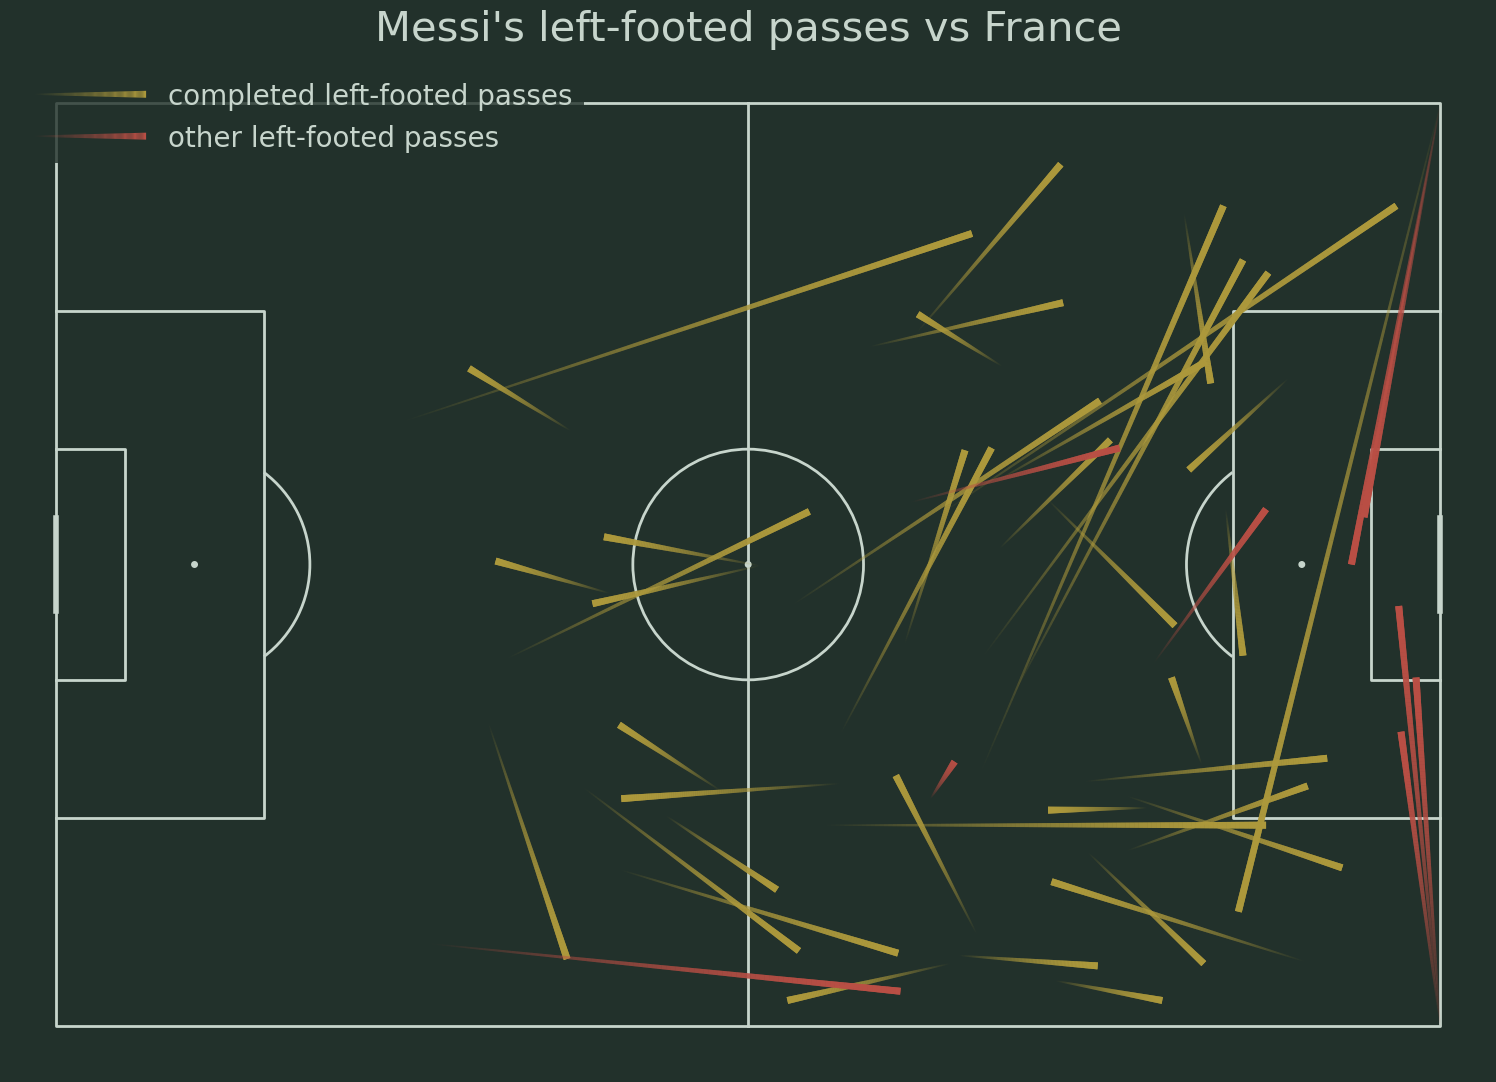 Messi's left-footed passes vs France
completed left-footed passes
other left-footed passes